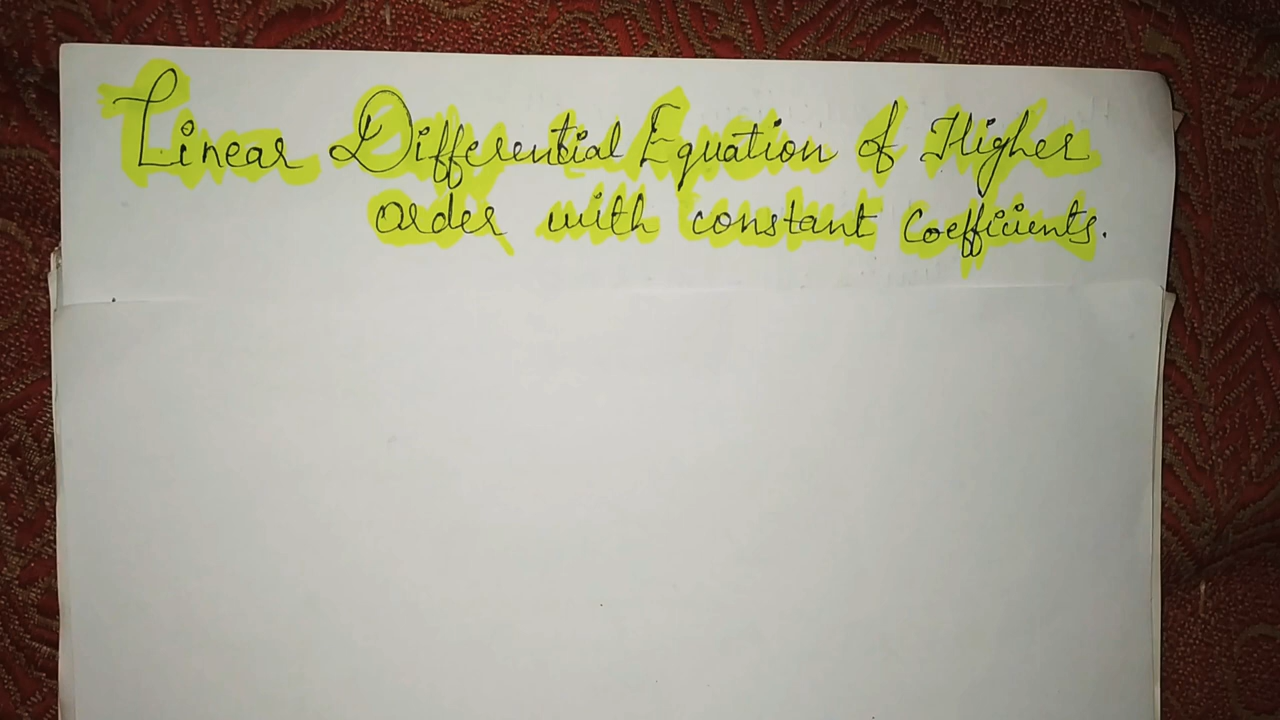 Linear Differential Equation of Higher
order with constant Coefficients.